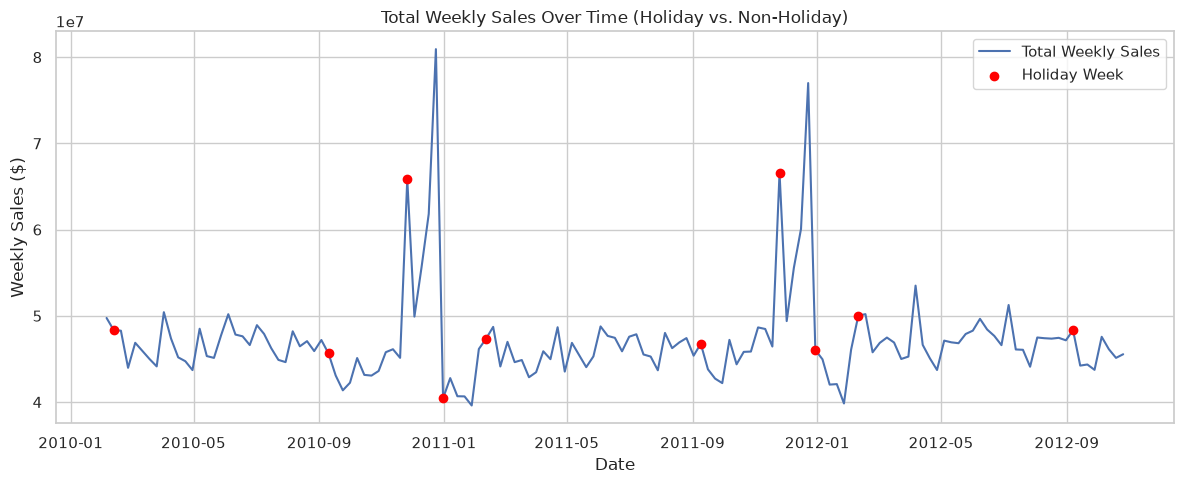 Total Weekly Sales Over Time (Holiday vs. Non-Holiday)
1e7
Total Weekly Sales
Holiday Week
Weekly Sales ($)
8
7
6
5
4
2010-01 2010-05 2010-09 2011-01 2011-05 2011-09 2012-01 2012-05 2012-09
Date